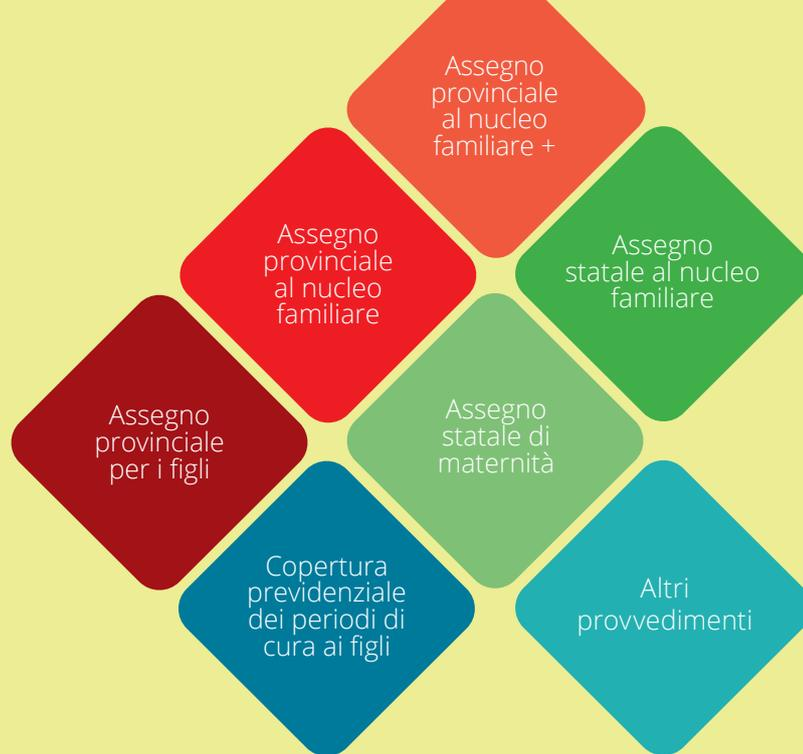 Assegno
provinciale
al nucleo
familiare +
Assegno
provinciale
al nucleo
familiare
Assegno
statale al nucleo
familiare
Assegno
provinciale
per i figli
Assegno
statale di
maternità
Copertura
previdenziale
dei periodi di
cura ai figli
Altri
provvedimenti